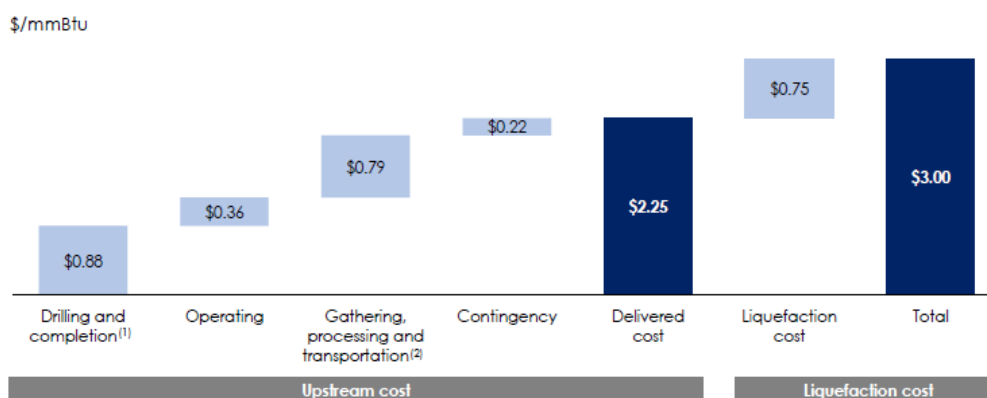 $/mmBtu
$0.75
$0.22
$0.79
$3.00
$0.36
$2.25
$0.88
Drilling and
completion(1)
Operating
Gathering,
processing and
transportation(2)
Contingency
Delivered
cost
Liquefaction
cost
Total
Upstream cost
Liquefaction cost